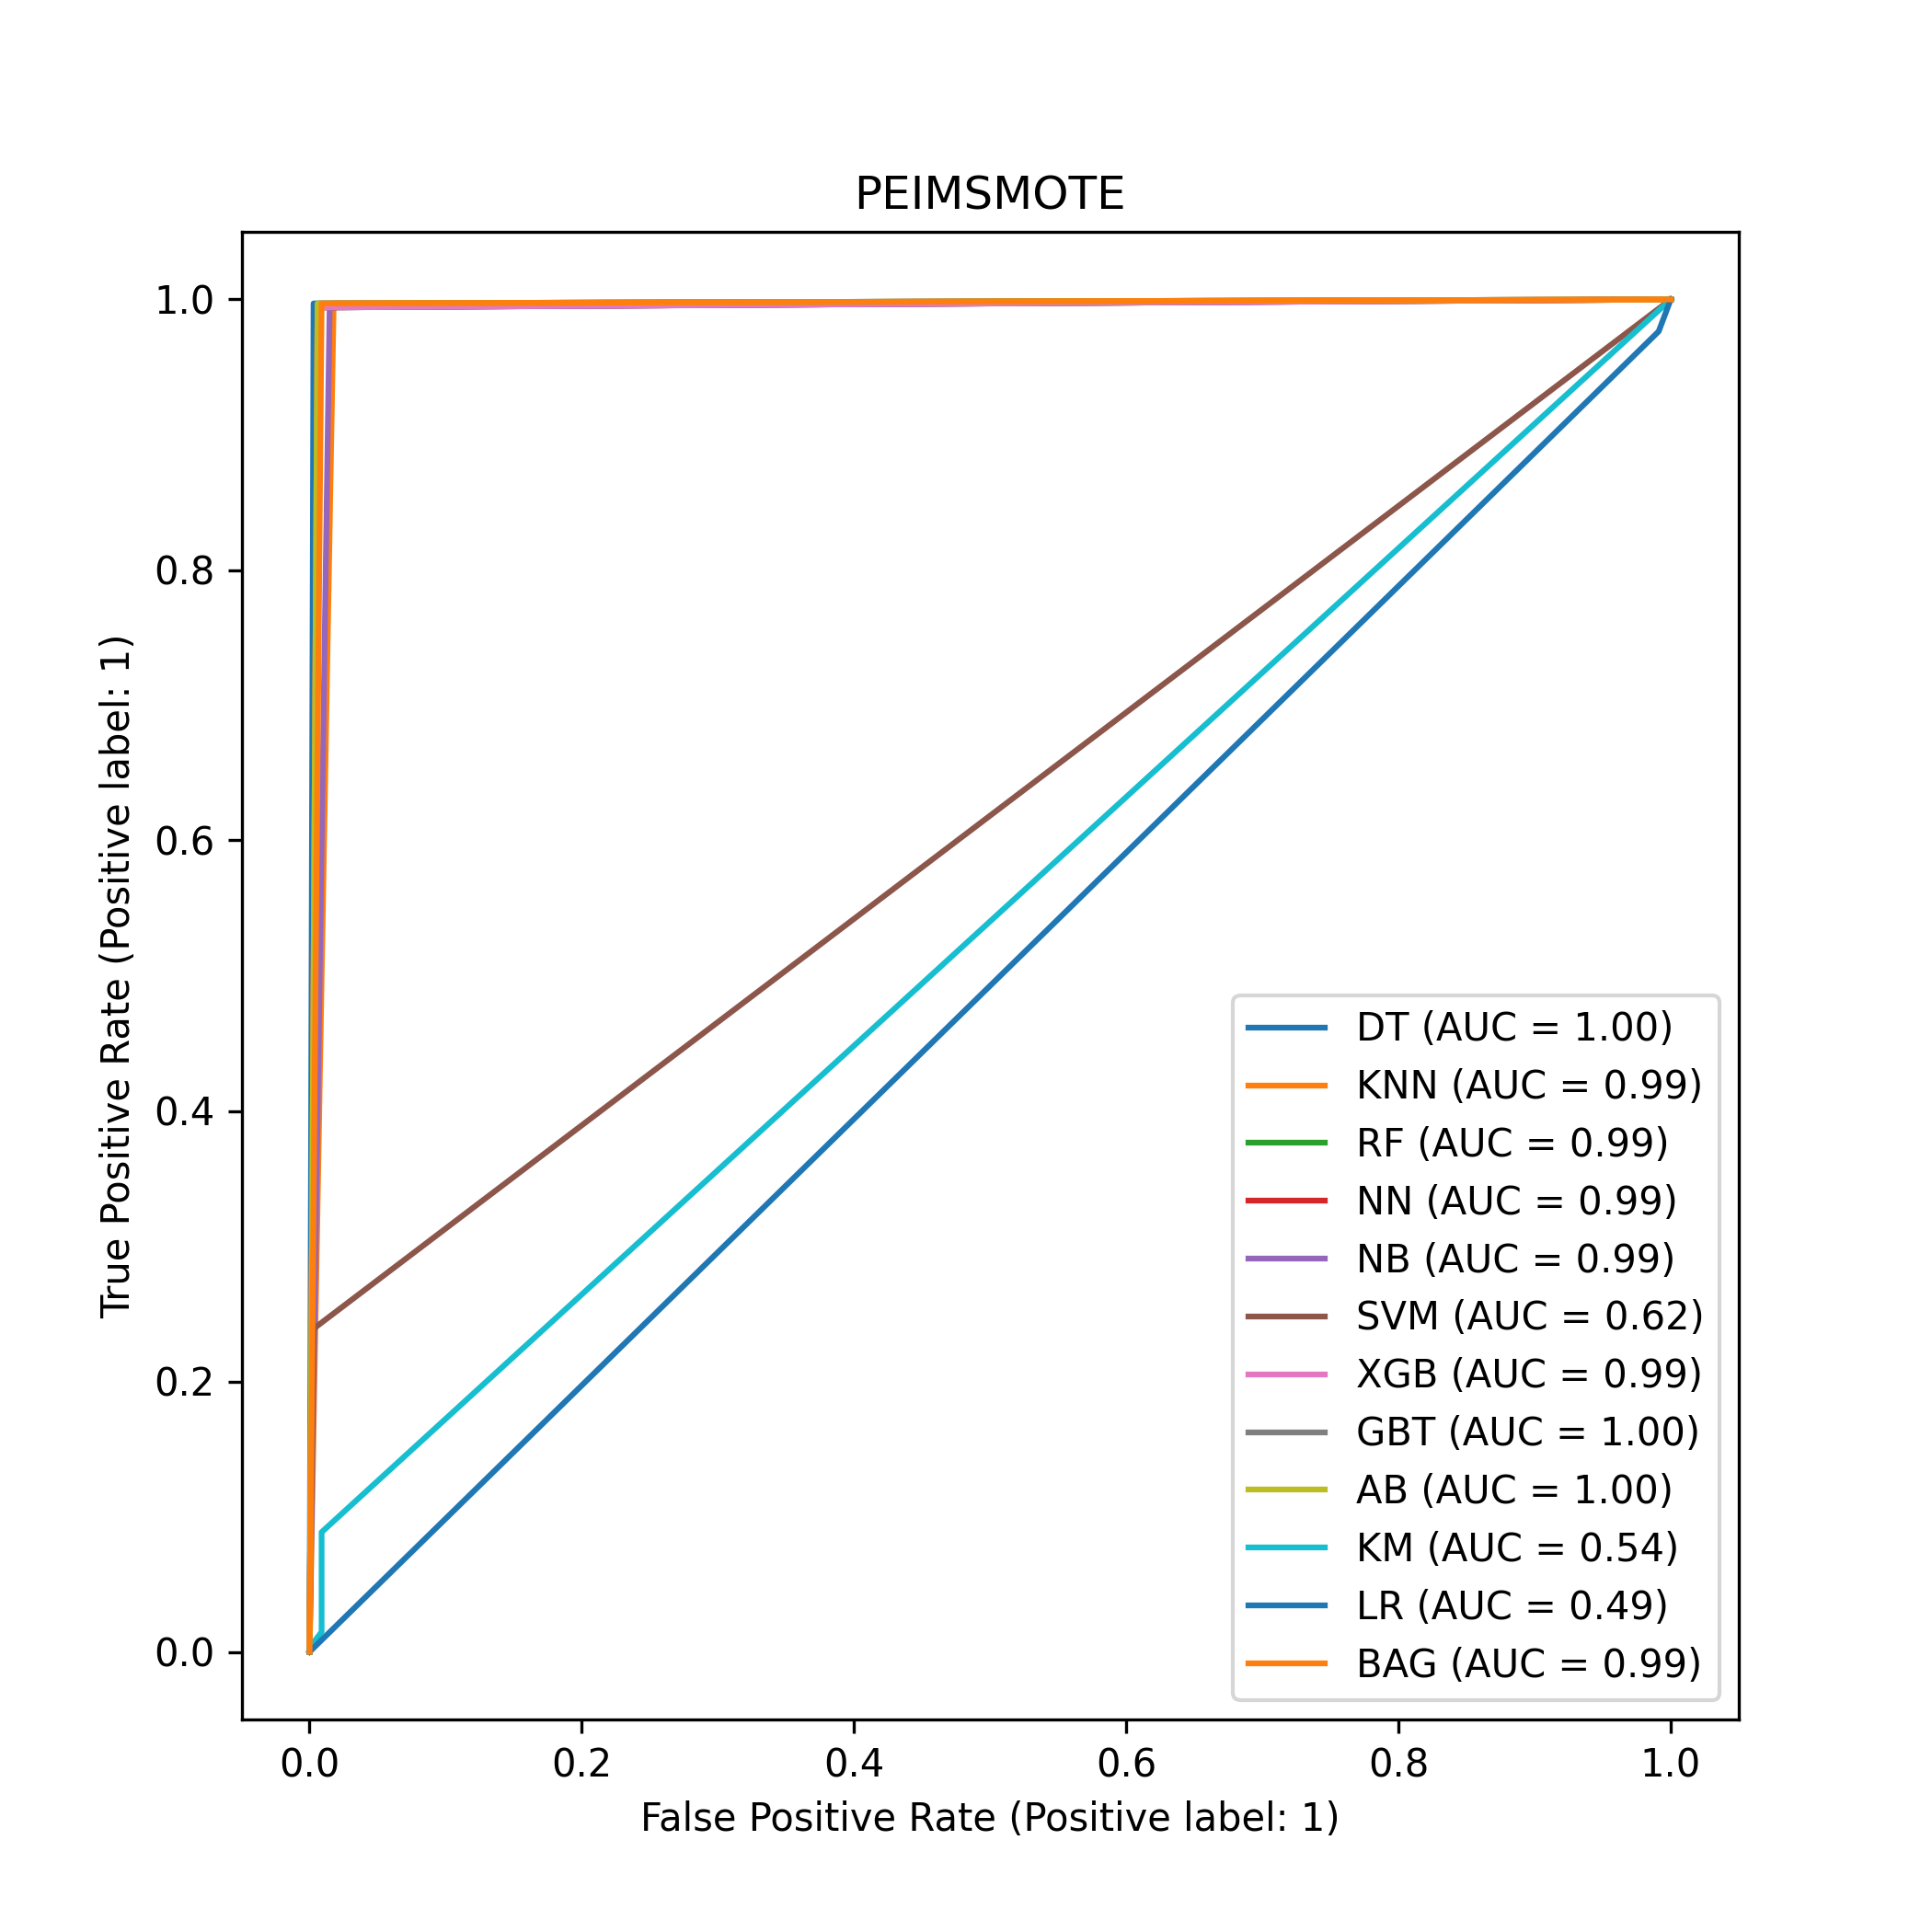 PEIMSMOTE
1.0
0.8
0.6
0.4
0.2
0.0
True Positive Rate (Positive label: 1)
DT (AUC = 1.00)
KNN (AUC = 0.99)
RF (AUC = 0.99)
NN (AUC = 0.99)
NB (AUC = 0.99)
SVM (AUC = 0.62)
XGB (AUC = 0.99)
GBT (AUC = 1.00)
AB (AUC = 1.00)
KM (AUC = 0.54)
LR (AUC = 0.49)
BAG (AUC = 0.99)
0.0 0.2 0.4 0.6 0.8 1.0
False Positive Rate (Positive label: 1)